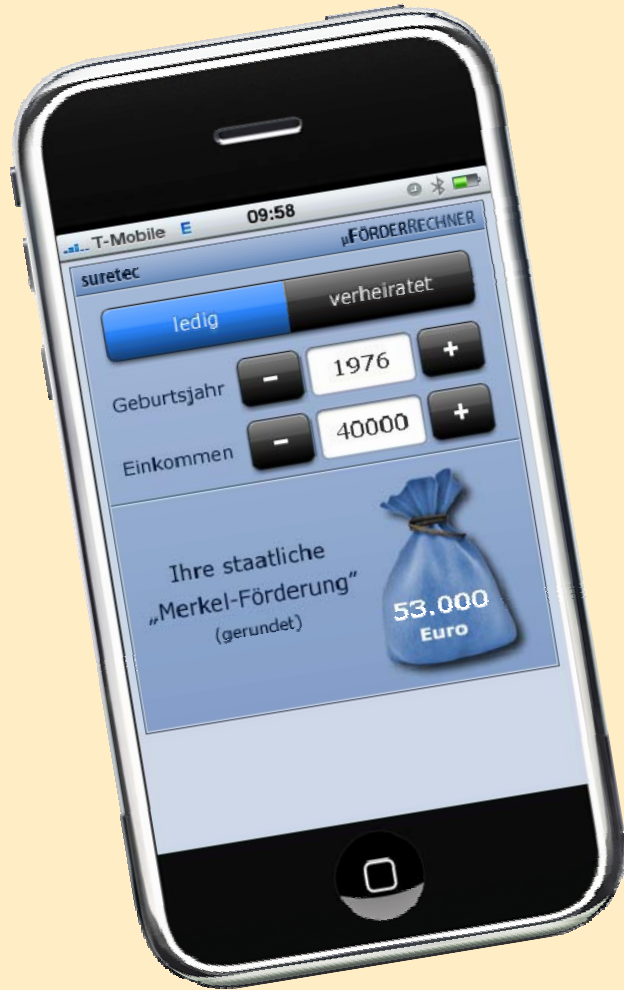 T-Mobile E 09:58
suretec µFÖRDERRECHNER
ledig verheiratet
Geburtsjahr - 1976 +
Einkommen - 40000 +
Ihre staatliche
„Merkel-Förderung”
(gerundet)
53.000
Euro